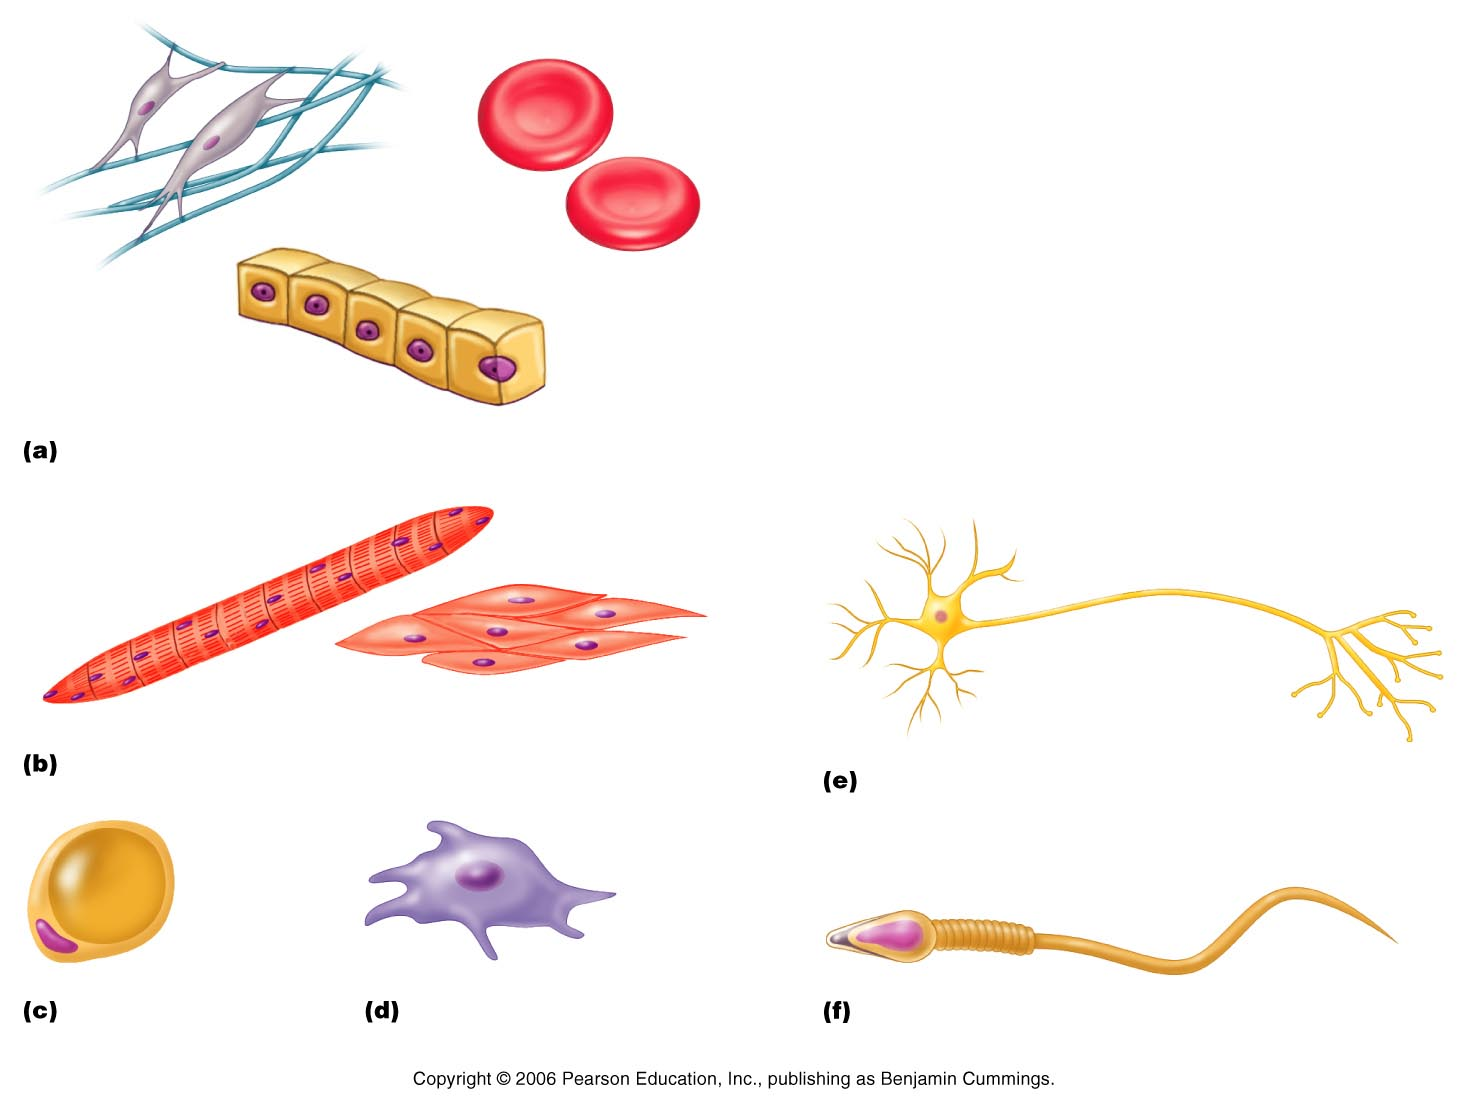 (a)
(b)
(e)
(c)
(d)
(f)
Copyright © 2006 Pearson Education, Inc., publishing as Benjamin Cummings.